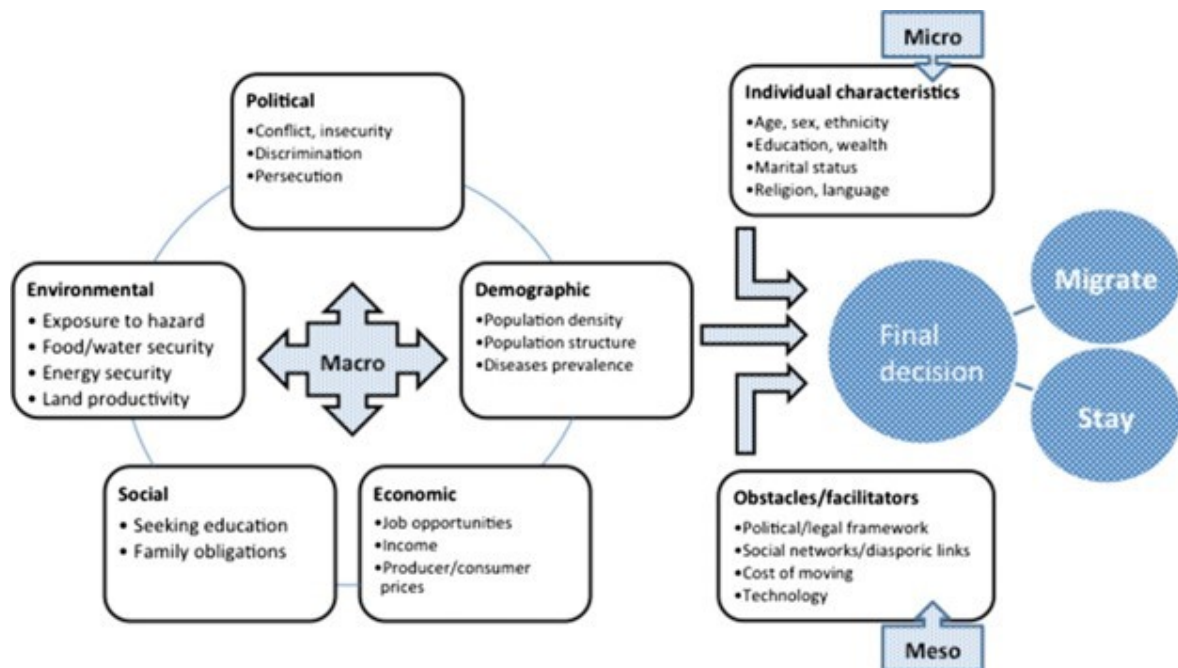 Micro
Political
•Conflict, insecurity
•Discrimination
•Persecution
Individual characteristics
•Age, sex, ethnicity
•Education, wealth
•Marital status
•Religion, language
Environmental
• Exposure to hazard
• Food/water security
• Energy security
• Land productivity
Macro
Demographic
•Population density
•Population structure
•Diseases prevalence
Final
decision
Migrate
Stay
Social
• Seeking education
• Family obligations
Economic
•Job opportunities
•Income
•Producer/consumer
prices
Obstacles/facilitators
•Political/legal framework
•Social networks/diasporic links
•Cost of moving
•Technology
Meso